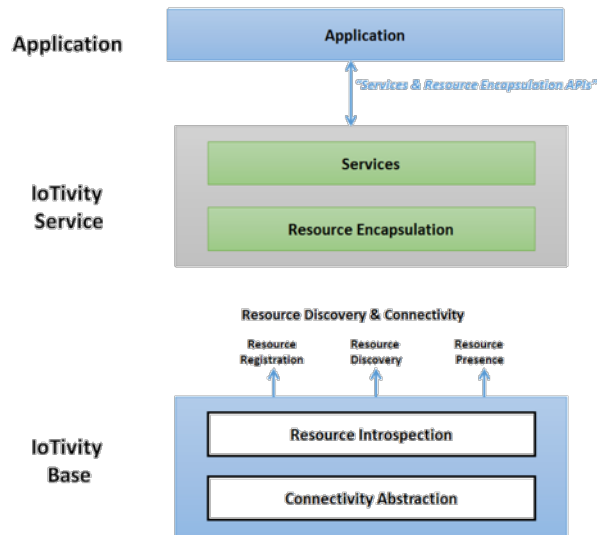 Application
Application
"Services & Resource Encapsulation APIs"
IoTivity
Service
Services
Resource Encapsulation
Resource Discovery & Connectivity
Resource
Registration
Resource
Discovery
Resource
Presence
IoTivity
Base
Resource Introspection
Connectivity Abstraction